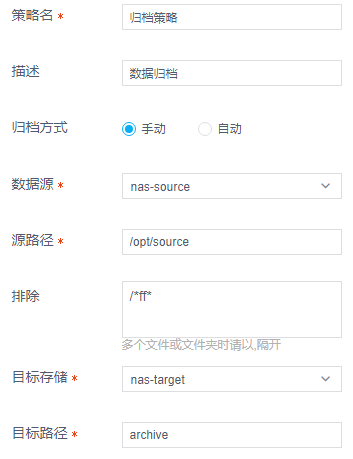 策略名 * 归档策略
描述 数据归档
归档方式 手动 自动
数据源 * nas-source
源路径 * /opt/source
排除 /*ff*
多个文件或文件夹时请以,隔开
目标存储 * nas-target
目标路径 * archive